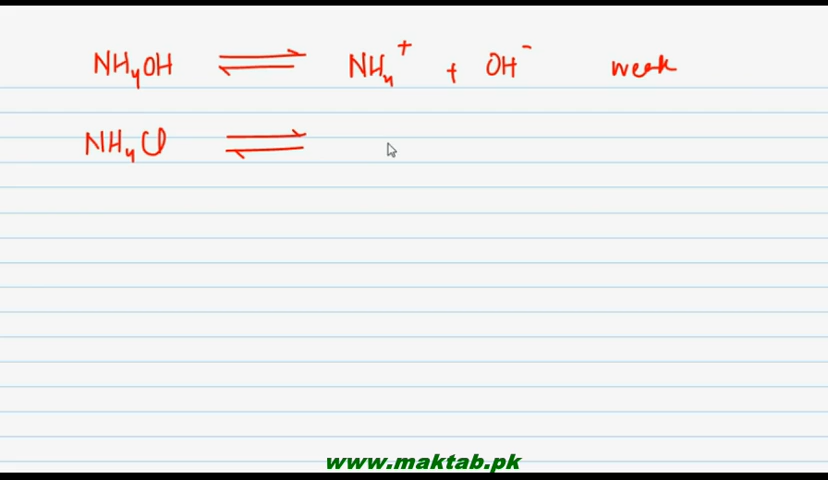 NH₄OH ⇌ NH₄⁺ + OH⁻ weak
NH₄Cl ⇌
www.maktab.pk